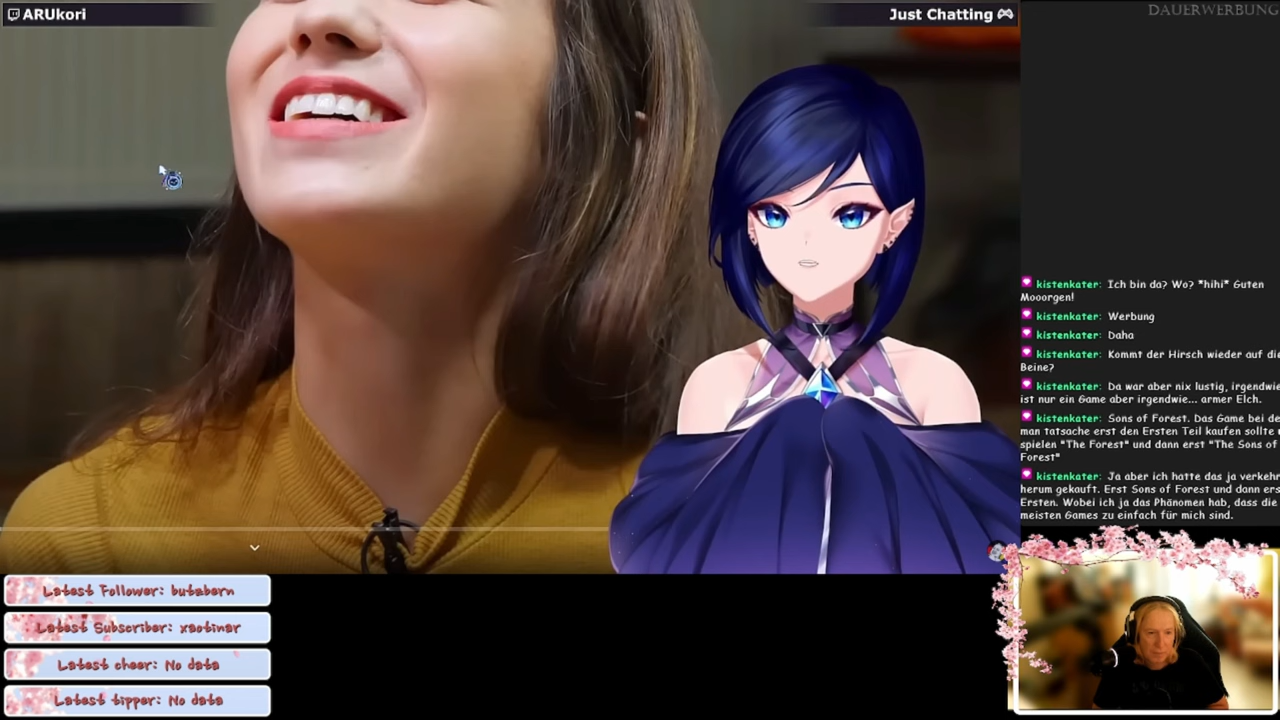 ARUkori
Just Chatting
DAUERWERBUNG
kistenkater: Ich bin da? Wo? *hihi* Guten
Mooorgen!
kistenkater: Werbung
kistenkater: Daha
kistenkater: Kommt der Hirsch wieder auf die
Beine?
kistenkater: Da war aber nix lustig, irgendwie
ist nur ein Game aber irgendwie... armer Elch.
kistenkater: Sons of Forest. Das Game bei de
man tatsache erst den Ersten Teil kaufen sollte u
spielen "The Forest" und dann erst "The Sons of
Forest"
kistenkater: Ja aber ich hatte das ja verkehr
herum gekauft. Erst Sons of Forest und dann ers
Ersten. Wobei ich ja das Phänomen hab, dass die
meisten Games zu einfach für mich sind.
Latest Follower: butzbern
Latest Subscriber: xaotinar
Latest cheer: No data
Latest tipper: No data